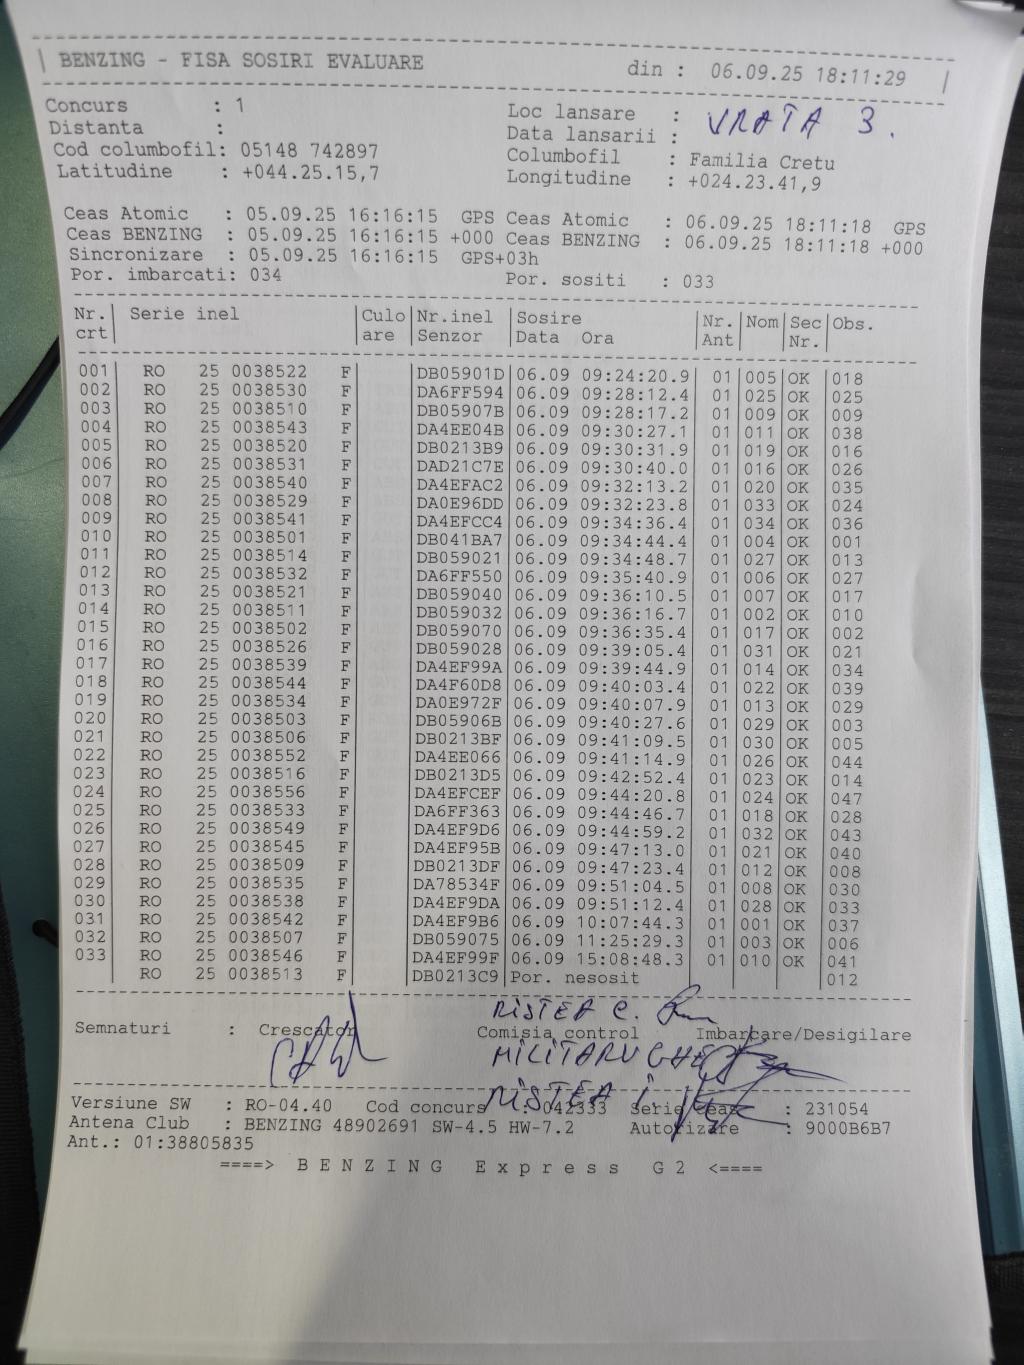 BENZING - FISA SOSIRI EVALUARE din : 06.09.25 18:11:29
Concurs : 1 Loc lansare : VRATA 3.
Distanta : Data lansarii :
Cod columbofil: 05148 742897 Columbofil : Familia Cretu
Latitudine : +044.25.15,7 Longitudine : +024.23.41,9
Ceas Atomic : 05.09.25 16:16:15 GPS Ceas Atomic : 06.09.25 18:11:18 GPS
Ceas BENZING : 05.09.25 16:16:15 +000 Ceas BENZING : 06.09.25 18:11:18 +000
Sincronizare : 05.09.25 16:16:15 GPS+03h
Por. imbarcati: 034 Por. sositi : 033
Nr. Serie inel Culo Nr.inel Sosire Nr. Nom Sec Obs.
crt are Senzor Data Ora Ant Nr.
001 RO 25 0038522 F DB05901D 06.09 09:24:20.9 01 005 OK 018
002 RO 25 0038530 F DA6FF594 06.09 09:28:12.4 01 025 OK 025
003 RO 25 0038510 F DB05907B 06.09 09:28:17.2 01 009 OK 009
004 RO 25 0038543 F DA4EE04B 06.09 09:30:27.1 01 011 OK 038
005 RO 25 0038520 F DB0213B9 06.09 09:30:31.9 01 019 OK 016
006 RO 25 0038531 F DAD21C7E 06.09 09:30:40.0 01 016 OK 026
007 RO 25 0038540 F DA4EFAC2 06.09 09:32:13.2 01 020 OK 035
008 RO 25 0038529 F DA0E96DD 06.09 09:32:23.8 01 033 OK 024
009 RO 25 0038541 F DA4EFCC4 06.09 09:34:36.4 01 034 OK 036
010 RO 25 0038501 F DB041BA7 06.09 09:34:44.4 01 004 OK 001
011 RO 25 0038514 F DB059021 06.09 09:34:48.7 01 027 OK 013
012 RO 25 0038532 F DA6FF550 06.09 09:35:40.9 01 006 OK 027
013 RO 25 0038521 F DB059040 06.09 09:36:10.5 01 007 OK 017
014 RO 25 0038511 F DB059032 06.09 09:36:16.7 01 002 OK 010
015 RO 25 0038502 F DB059070 06.09 09:36:35.4 01 017 OK 002
016 RO 25 0038526 F DB059028 06.09 09:39:05.4 01 031 OK 021
017 RO 25 0038539 F DA4EF99A 06.09 09:39:44.9 01 014 OK 034
018 RO 25 0038544 F DA4F60D8 06.09 09:40:03.4 01 022 OK 039
019 RO 25 0038534 F DA0E972F 06.09 09:40:07.9 01 013 OK 029
020 RO 25 0038503 F DB05906B 06.09 09:40:27.6 01 029 OK 003
021 RO 25 0038506 F DB0213BF 06.09 09:41:09.5 01 030 OK 005
022 RO 25 0038552 F DA4EE066 06.09 09:41:14.9 01 026 OK 044
023 RO 25 0038516 F DB0213D5 06.09 09:42:52.4 01 023 OK 014
024 RO 25 0038556 F DA4EFCEF 06.09 09:44:20.8 01 024 OK 047
025 RO 25 0038533 F DA6FF363 06.09 09:44:46.7 01 018 OK 028
026 RO 25 0038549 F DA4EF9D6 06.09 09:44:59.2 01 032 OK 043
027 RO 25 0038545 F DA4EF95B 06.09 09:47:13.0 01 021 OK 040
028 RO 25 0038509 F DB0213DF 06.09 09:47:23.4 01 012 OK 008
029 RO 25 0038535 F DA78534F 06.09 09:51:04.5 01 008 OK 030
030 RO 25 0038538 F DA4EF9DA 06.09 09:51:12.4 01 028 OK 033
031 RO 25 0038542 F DA4EF9B6 06.09 10:07:44.3 01 001 OK 037
032 RO 25 0038507 F DB059075 06.09 11:25:29.3 01 003 OK 006
033 RO 25 0038546 F DA4EF99F 06.09 15:08:48.3 01 010 OK 041
RO 25 0038513 F DB0213C9 Por. nesosit 012
RISTEA C.
Semnaturi : Crescator Comisia control Imbarcare/Desigilare
MILITARU GHE
RISTEA I
Versiune SW : RO-04.40 Cod concurs : 042333 Serie ceas : 231054
Antena Club : BENZING 48902691 SW-4.5 HW-7.2 Autorizare : 9000B6B7
Ant.: 01:38805835
====> B E N Z I N G E x p r e s s G 2 <====